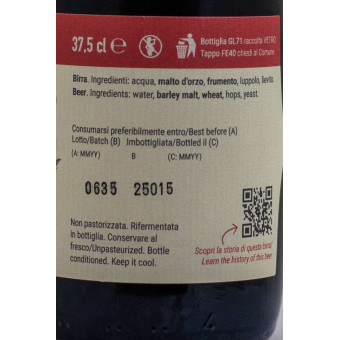 37,5 cl e
Bottiglia GL71 raccolta VETRO
Tappo FE40 chiedi al Comune
Birra. Ingredienti: acqua, malto d'orzo, frumento, luppolo, lievito.
Beer. Ingredients: water, barley malt, wheat, hops, yeast.
Consumarsi preferibilmente entro/Best before (A)
Lotto/Batch (B) Imbottigliata/Bottled il (C)
(A: MMYY) B (C: MMYY)
0635 25015
Non pastorizzata. Rifermentata
in bottiglia. Conservare al
fresco/Unpasteurized. Bottle
conditioned. Keep it cool.
Scopri la storia di questa birra!
Learn the history of this beer